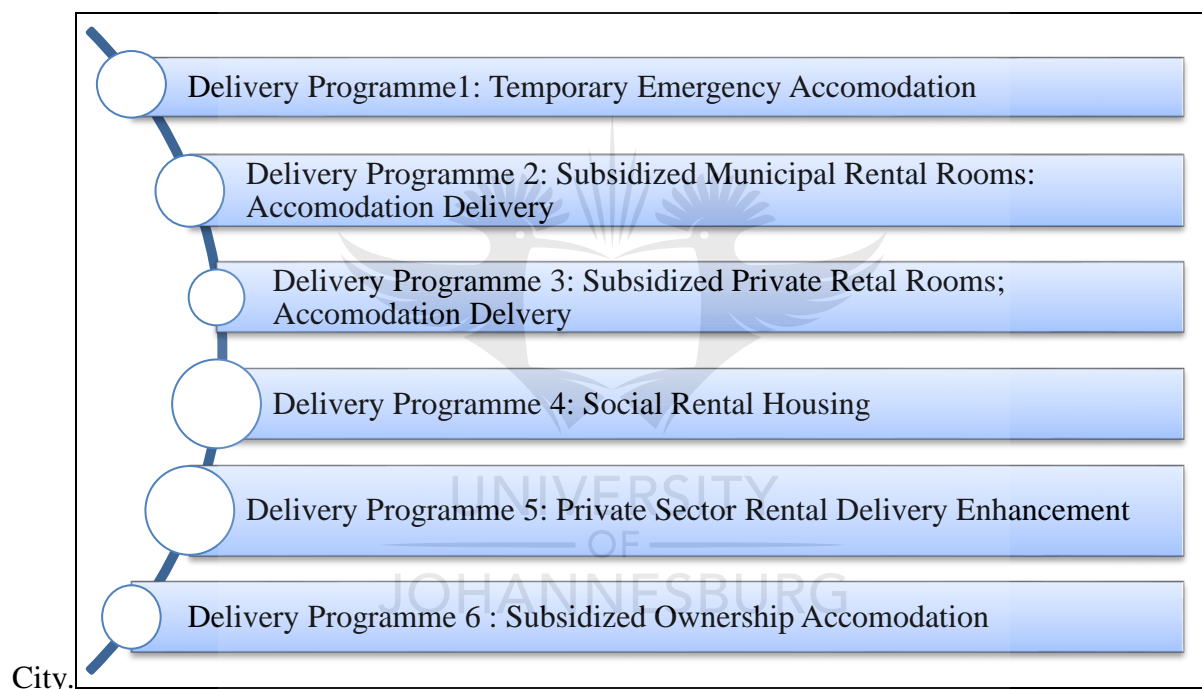 Delivery Programme1: Temporary Emergency Accomodation
Delivery Programme 2: Subsidized Municipal Rental Rooms:
Accomodation Delivery
Delivery Programme 3: Subsidized Private Retal Rooms;
Accomodation Delvery
Delivery Programme 4: Social Rental Housing
UNIVERSITY
Delivery Programme 5: Private Sector Rental Delivery Enhancement
OF
JOHANNESBURG
Delivery Programme 6 : Subsidized Ownership Accomodation
City.